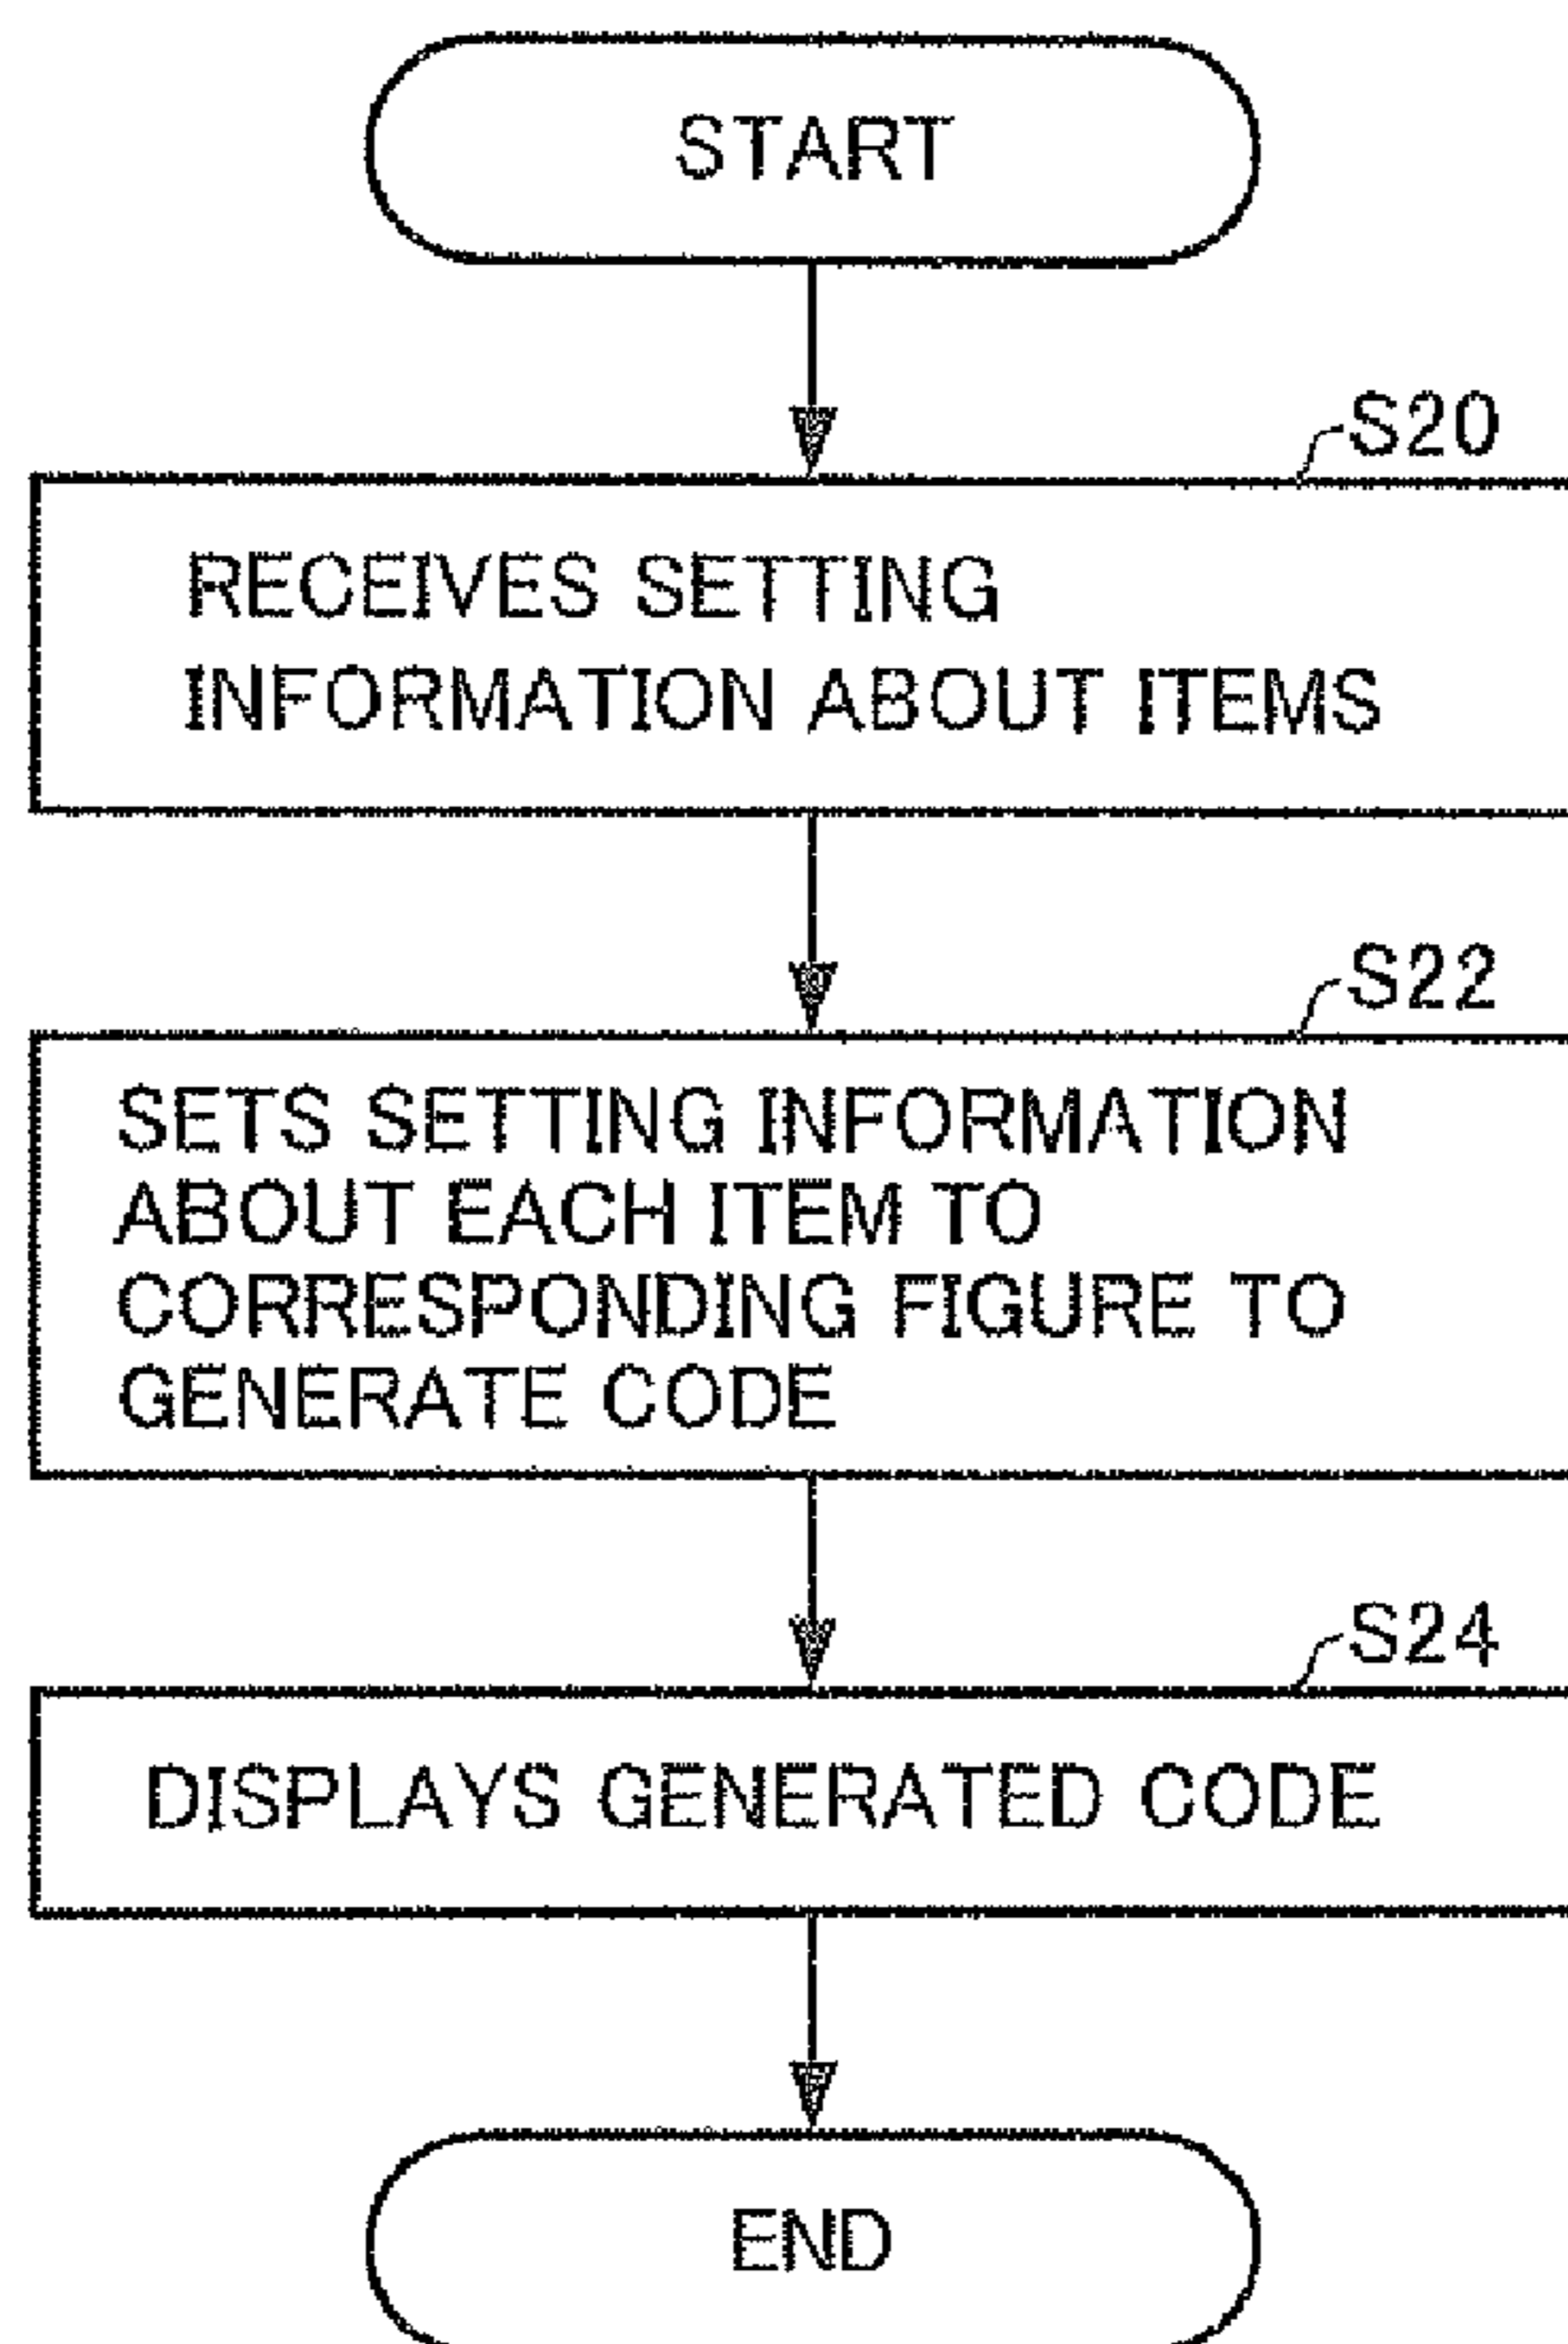 START
S20
RECEIVES SETTING
INFORMATION ABOUT ITEMS
S22
SETS SETTING INFORMATION
ABOUT EACH ITEM TO
CORRESPONDING FIGURE TO
GENERATE CODE
S24
DISPLAYS GENERATED CODE
END